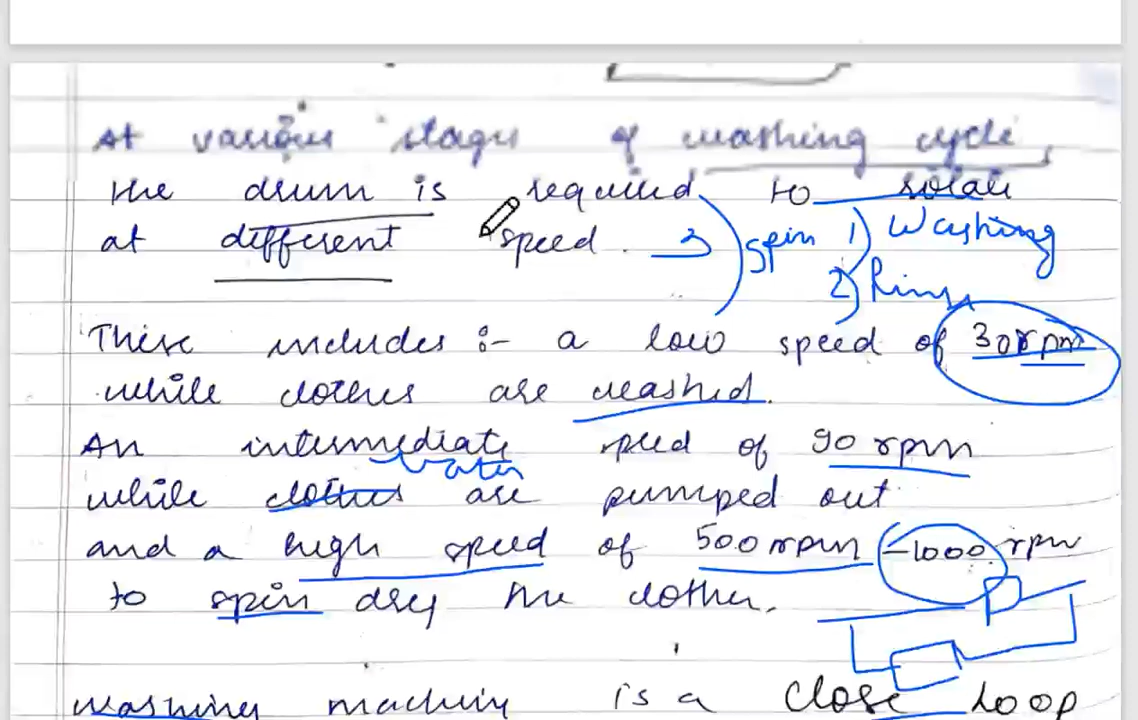 At various stages of washing cycle,
the drum is required to rotate
at different speed. 3) spin 1) Washing
2) Rinse
These includes :- a low speed of 30 rpm
while clothes are washed.
An intermediate speed of 90 rpm
water
while clothes are pumped out
and a high speed of 500 rpm - 1000 rpm
to spin dry the clothes.
washing machine is a close loop